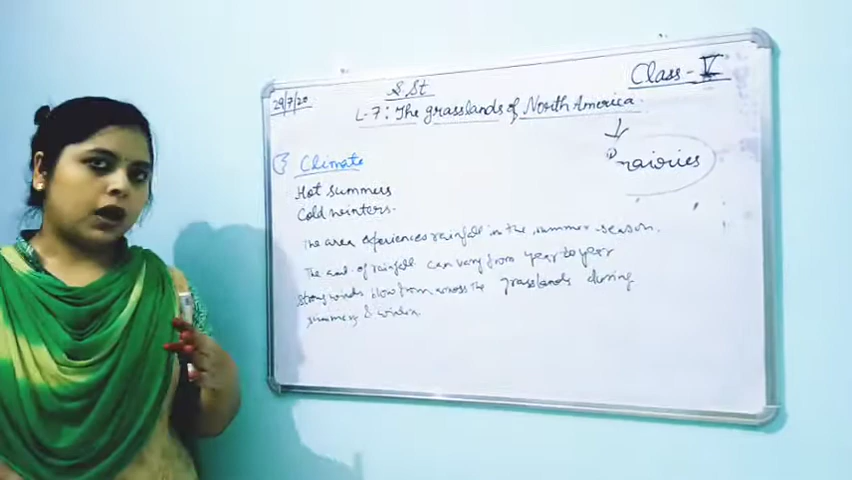 29/7/20
S St
Class - V
L-7: The grasslands of North America.
Prairies
Climate
Hot summers
Cold winters.
The area experiences rainfall in the summer-season.
The amt. of rainfall can vary from year to year
strong winds blow from across the grasslands during
summers & winters